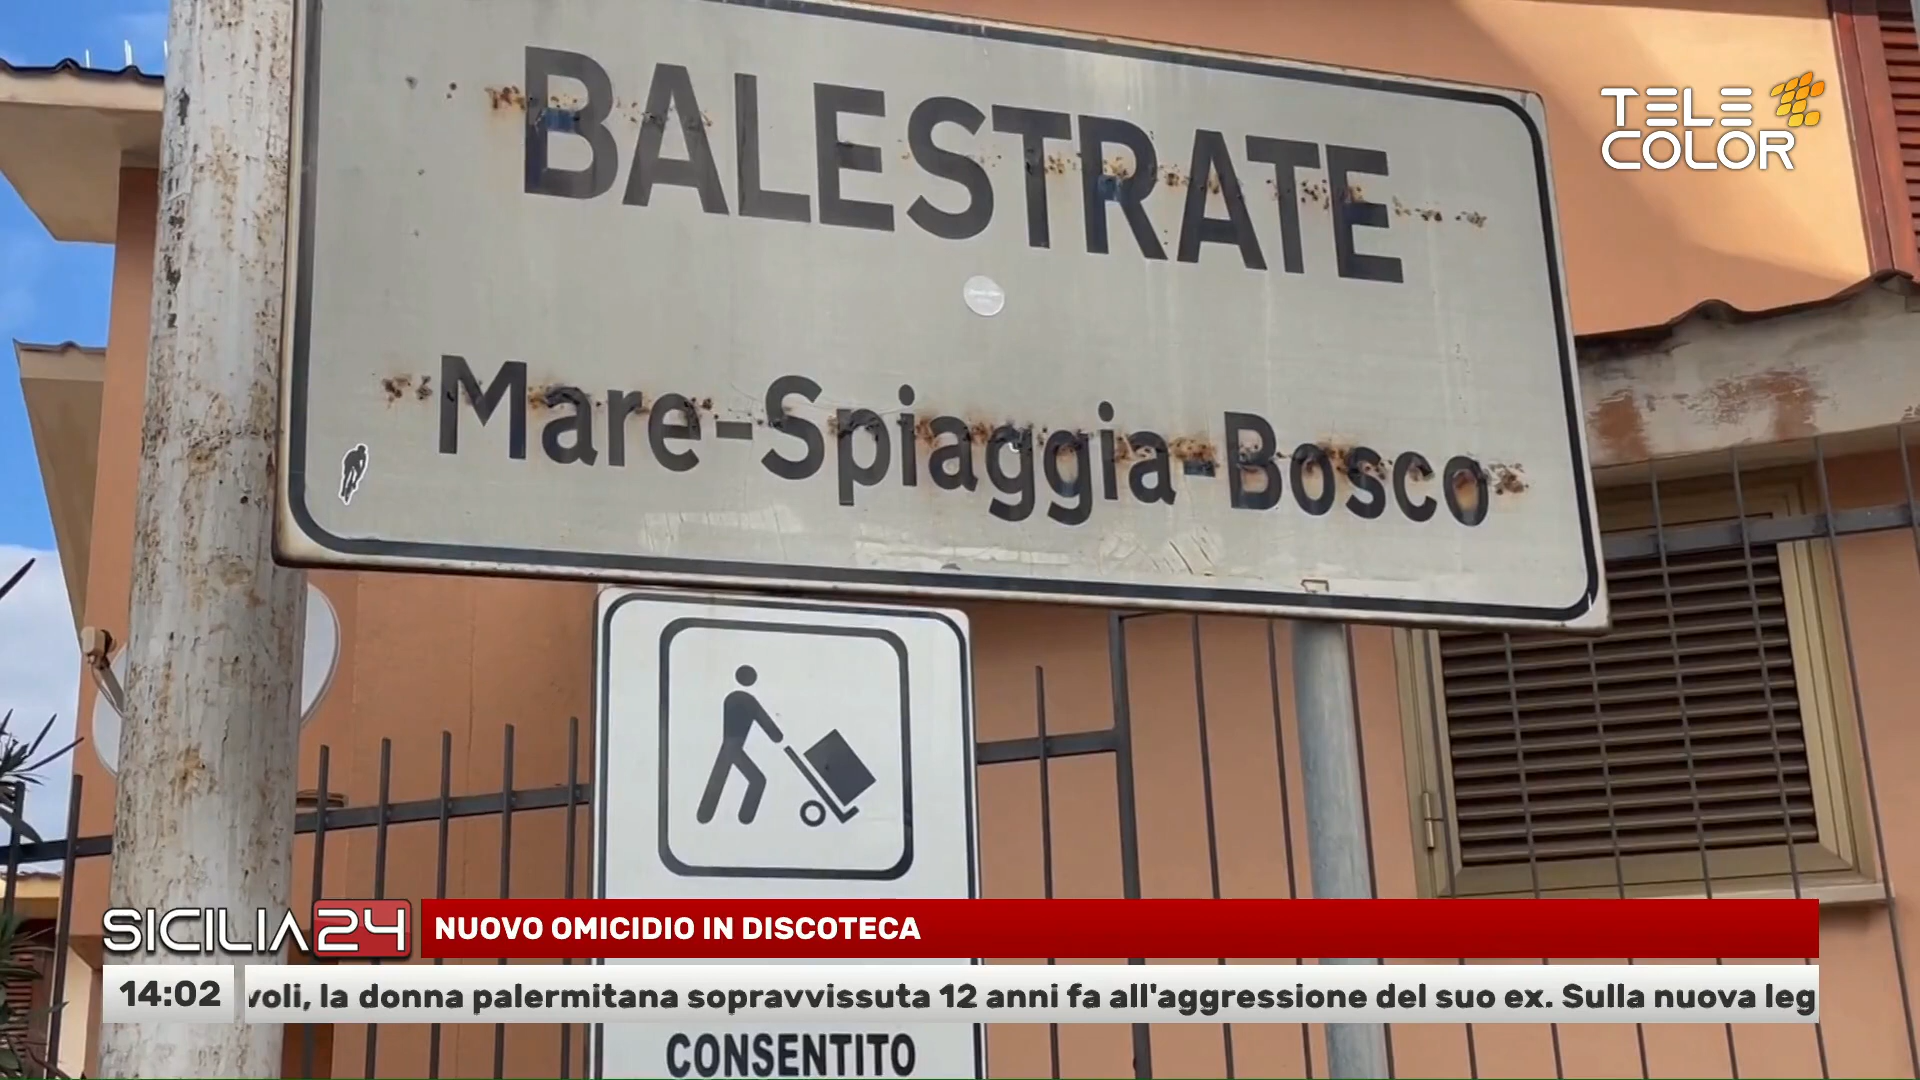 BALESTRATE
TELE
COLOR
Mare-Spiaggia-Bosco
SICILIA24 NUOVO OMICIDIO IN DISCOTECA
14:02 voli, la donna palermitana sopravvissuta 12 anni fa all'aggressione del suo ex. Sulla nuova leg
CONSENTITO